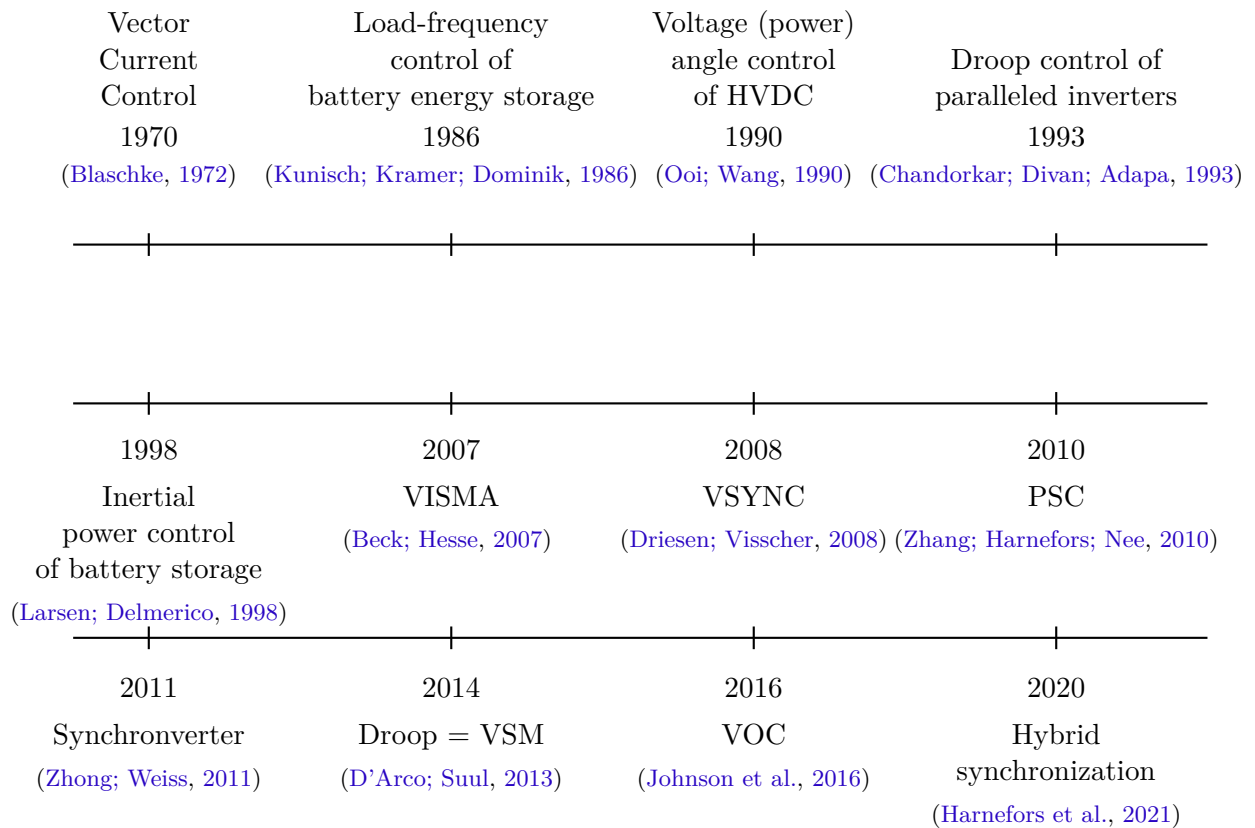 Vector
Current
Control
1970
(Blaschke, 1972)
Load-frequency
control of
battery energy storage
1986
(Kunisch; Kramer; Dominik, 1986)
Voltage (power)
angle control
of HVDC
1990
(Ooi; Wang, 1990)
Droop control of
paralleled inverters
1993
(Chandorkar; Divan; Adapa, 1993)
1998
Inertial
power control
of battery storage
(Larsen; Delmerico, 1998)
2007
VISMA
(Beck; Hesse, 2007)
2008
VSYNC
(Driesen; Visscher, 2008)
2010
PSC
(Zhang; Harnefors; Nee, 2010)
2011
Synchronverter
(Zhong; Weiss, 2011)
2014
Droop = VSM
(D'Arco; Suul, 2013)
2016
VOC
(Johnson et al., 2016)
2020
Hybrid
synchronization
(Harnefors et al., 2021)